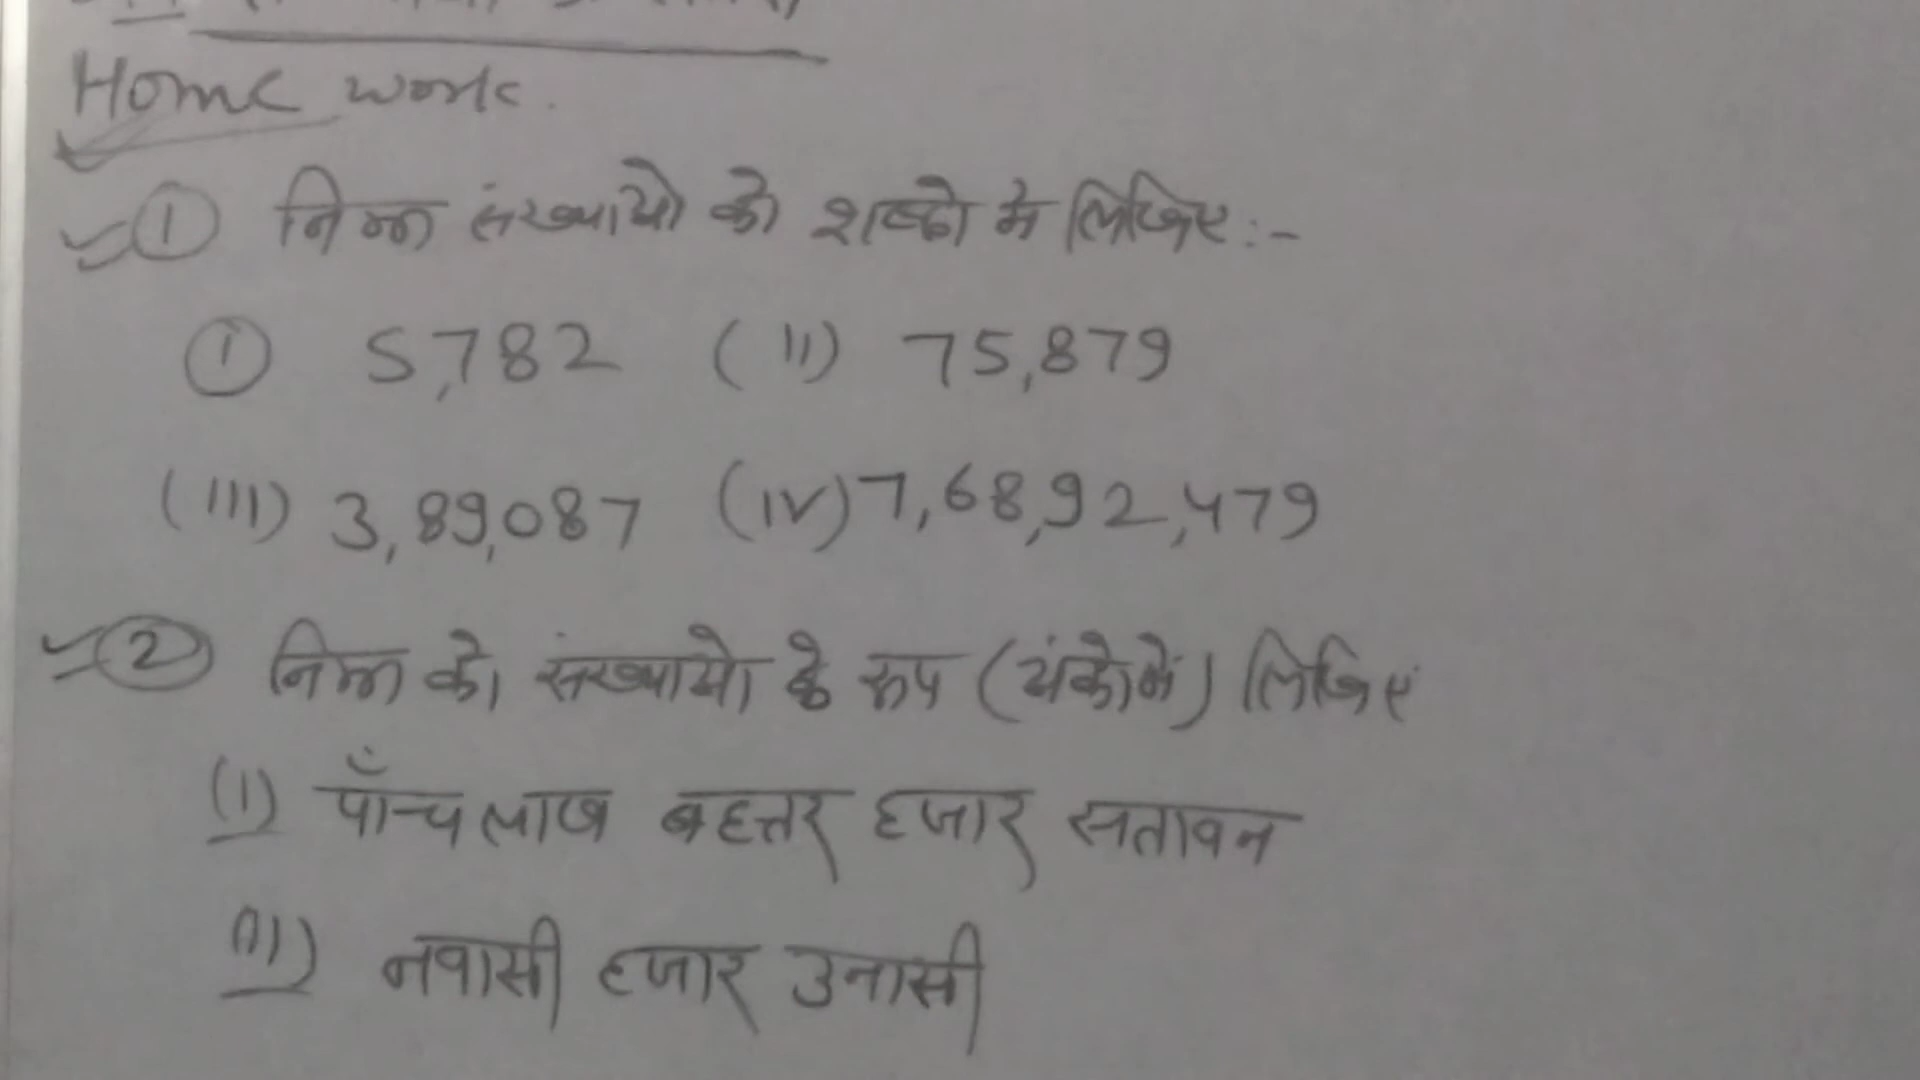 Home work.
① निम्न संख्यायो को शब्दो मे लिजिए:-
① 5,782 (II) 75,879
(III) 3,89,087 (IV) 7,68,92,479
② निम्न को संख्यायो के रुप (अंको में) लिजिए
(I) पाँच लाख बहत्तर हजार सतावन
(II) नवासी हजार उनासी